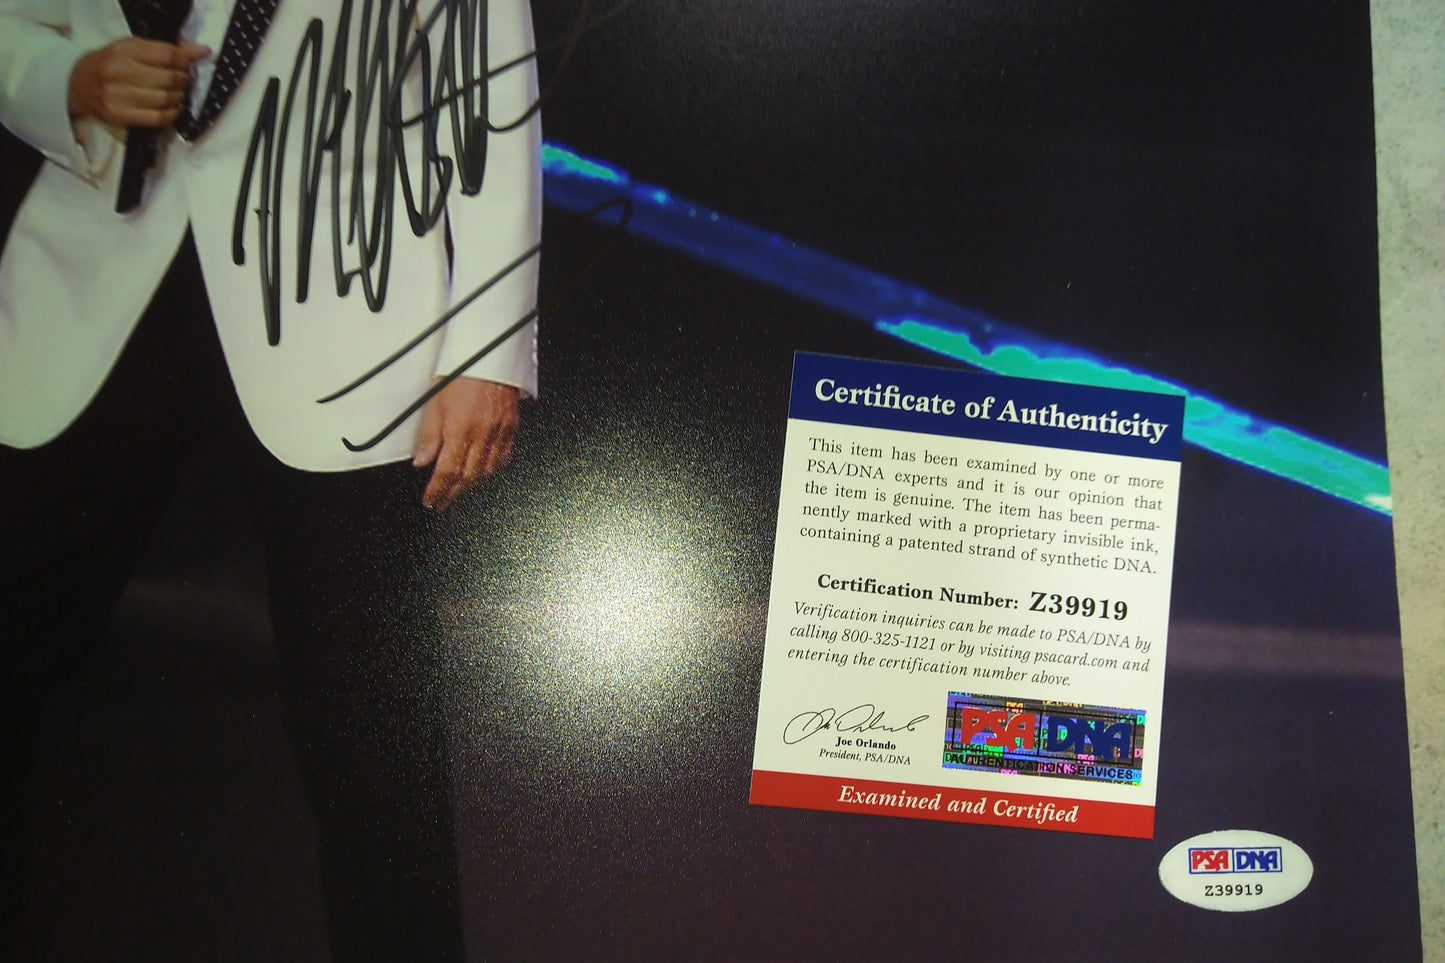 Certificate of Authenticity
This item has been examined by one or more
PSA/DNA experts and it is our opinion that
the item is genuine. The item has been perma-
nently marked with a proprietary invisible ink,
containing a patented strand of synthetic DNA.
Certification Number: Z39919
Verification inquiries can be made to PSA/DNA by
calling 800-325-1121 or by visiting psacard.com and
entering the certification number above.
Joe Orlando
President, PSA/DNA
PSA DNA
AUTHENTICATION SERVICES
Examined and Certified
PSA DNA
Z39919